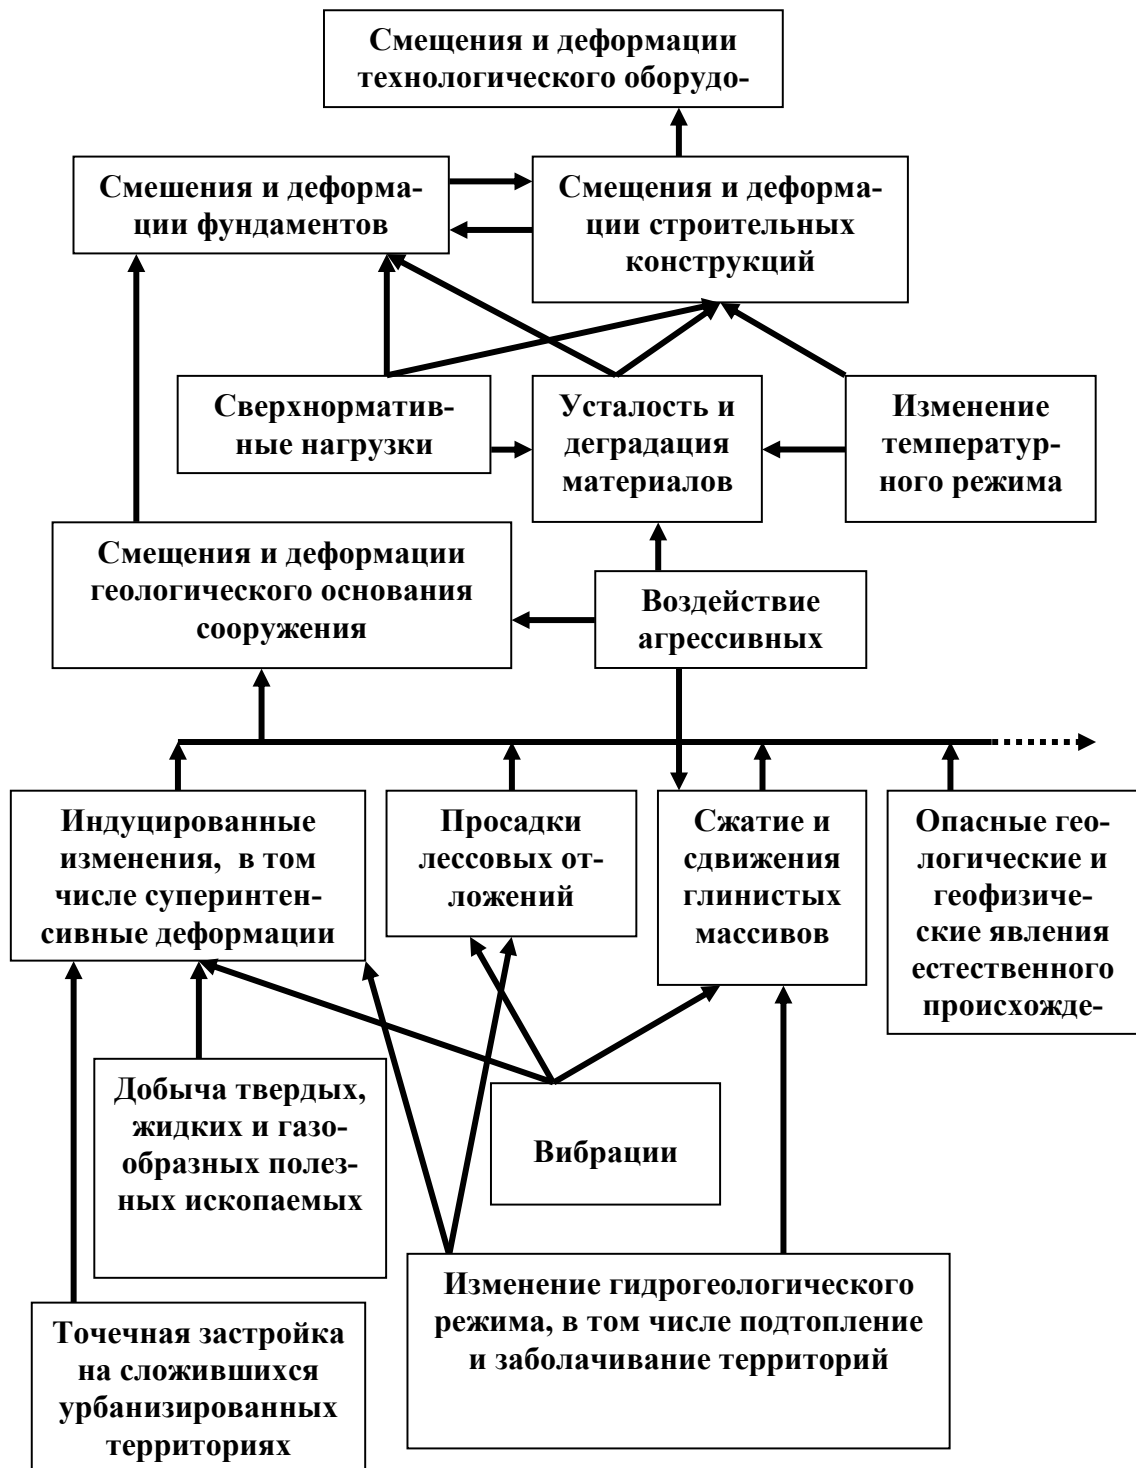 Смещения и деформации
технологического оборудо-
Смешения и деформа-
ции фундаментов
Смещения и деформа-
ции строительных
конструкций
Сверхнорматив-
ные нагрузки
Усталость и
деградация
материалов
Изменение
температур-
ного режима
Смещения и деформации
геологического основания
сооружения
Воздействие
агрессивных
Индуцированные
изменения, в том
числе суперинтен-
сивные деформации
Просадки
лессовых от-
ложений
Сжатие и
сдвижения
глинистых
массивов
Опасные гео-
логические и
геофизиче-
ские явления
естественного
происхожде-
Добыча твердых,
жидких и газо-
образных полез-
ных ископаемых
Вибрации
Изменение гидрогеологического
режима, в том числе подтопление
и заболачивание территорий
Точечная застройка
на сложившихся
урбанизированных
территориях